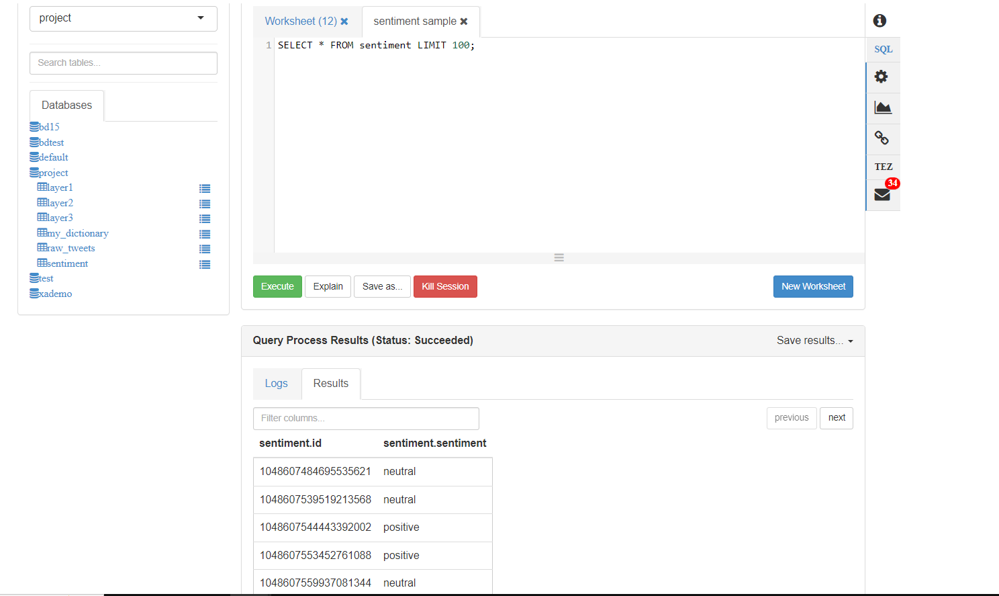 project
Search tables...
Databases
bd15
bdtest
default
project
layer1
layer2
layer3
my_dictionary
raw_tweets
sentiment
test
xademo
Worksheet (12) sentiment sample
1 SELECT * FROM sentiment LIMIT 100;
Execute Explain Save as... Kill Session New Worksheet
SQL
TEZ
34
Query Process Results (Status: Succeeded) Save results...
Logs Results
Filter columns... previous next
sentiment.id sentiment.sentiment
1048607484695535621 neutral
1048607539519213568 neutral
1048607544443392002 positive
1048607553452761088 positive
1048607559937081344 neutral